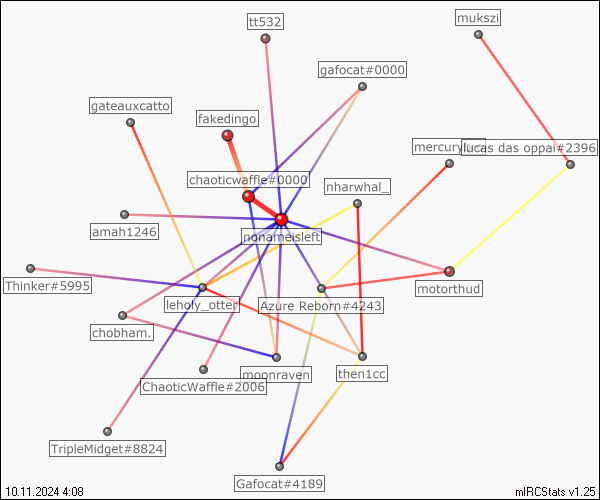 tt532
mukszi
gafocat#0000
gateauxcatto
fakedingo
mercury
lucas das oppai#2396
chaoticwaffle#0000
nharwhal_
amah1246
nonameisleft
Thinker#5995
motorthud
leholy_otter
Azure Reborn#4243
chobham.
moonraven
then1cc
ChaoticWaffle#2006
TripleMidget#8824
Gafocat#4189
10.11.2024 4:08
mIRCStats v1.25